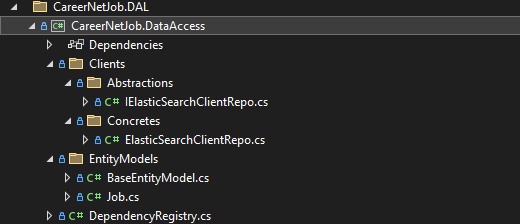 CareerNetJob.DAL
C# CareerNetJob.DataAccess
Dependencies
Clients
Abstractions
C# IElasticSearchClientRepo.cs
Concretes
C# ElasticSearchClientRepo.cs
EntityModels
C# BaseEntityModel.cs
C# Job.cs
C# DependencyRegistry.cs